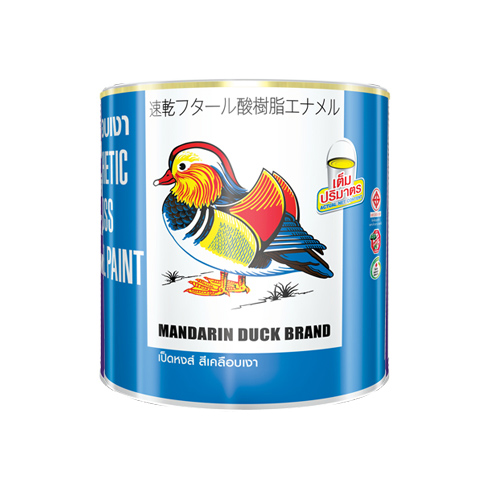 速乾フタール酸樹脂エナメル
PAINT
เต็ม
ปริมาตร
MANDARIN DUCK BRAND
เป็ดหงส์ สีเคลือบเงา